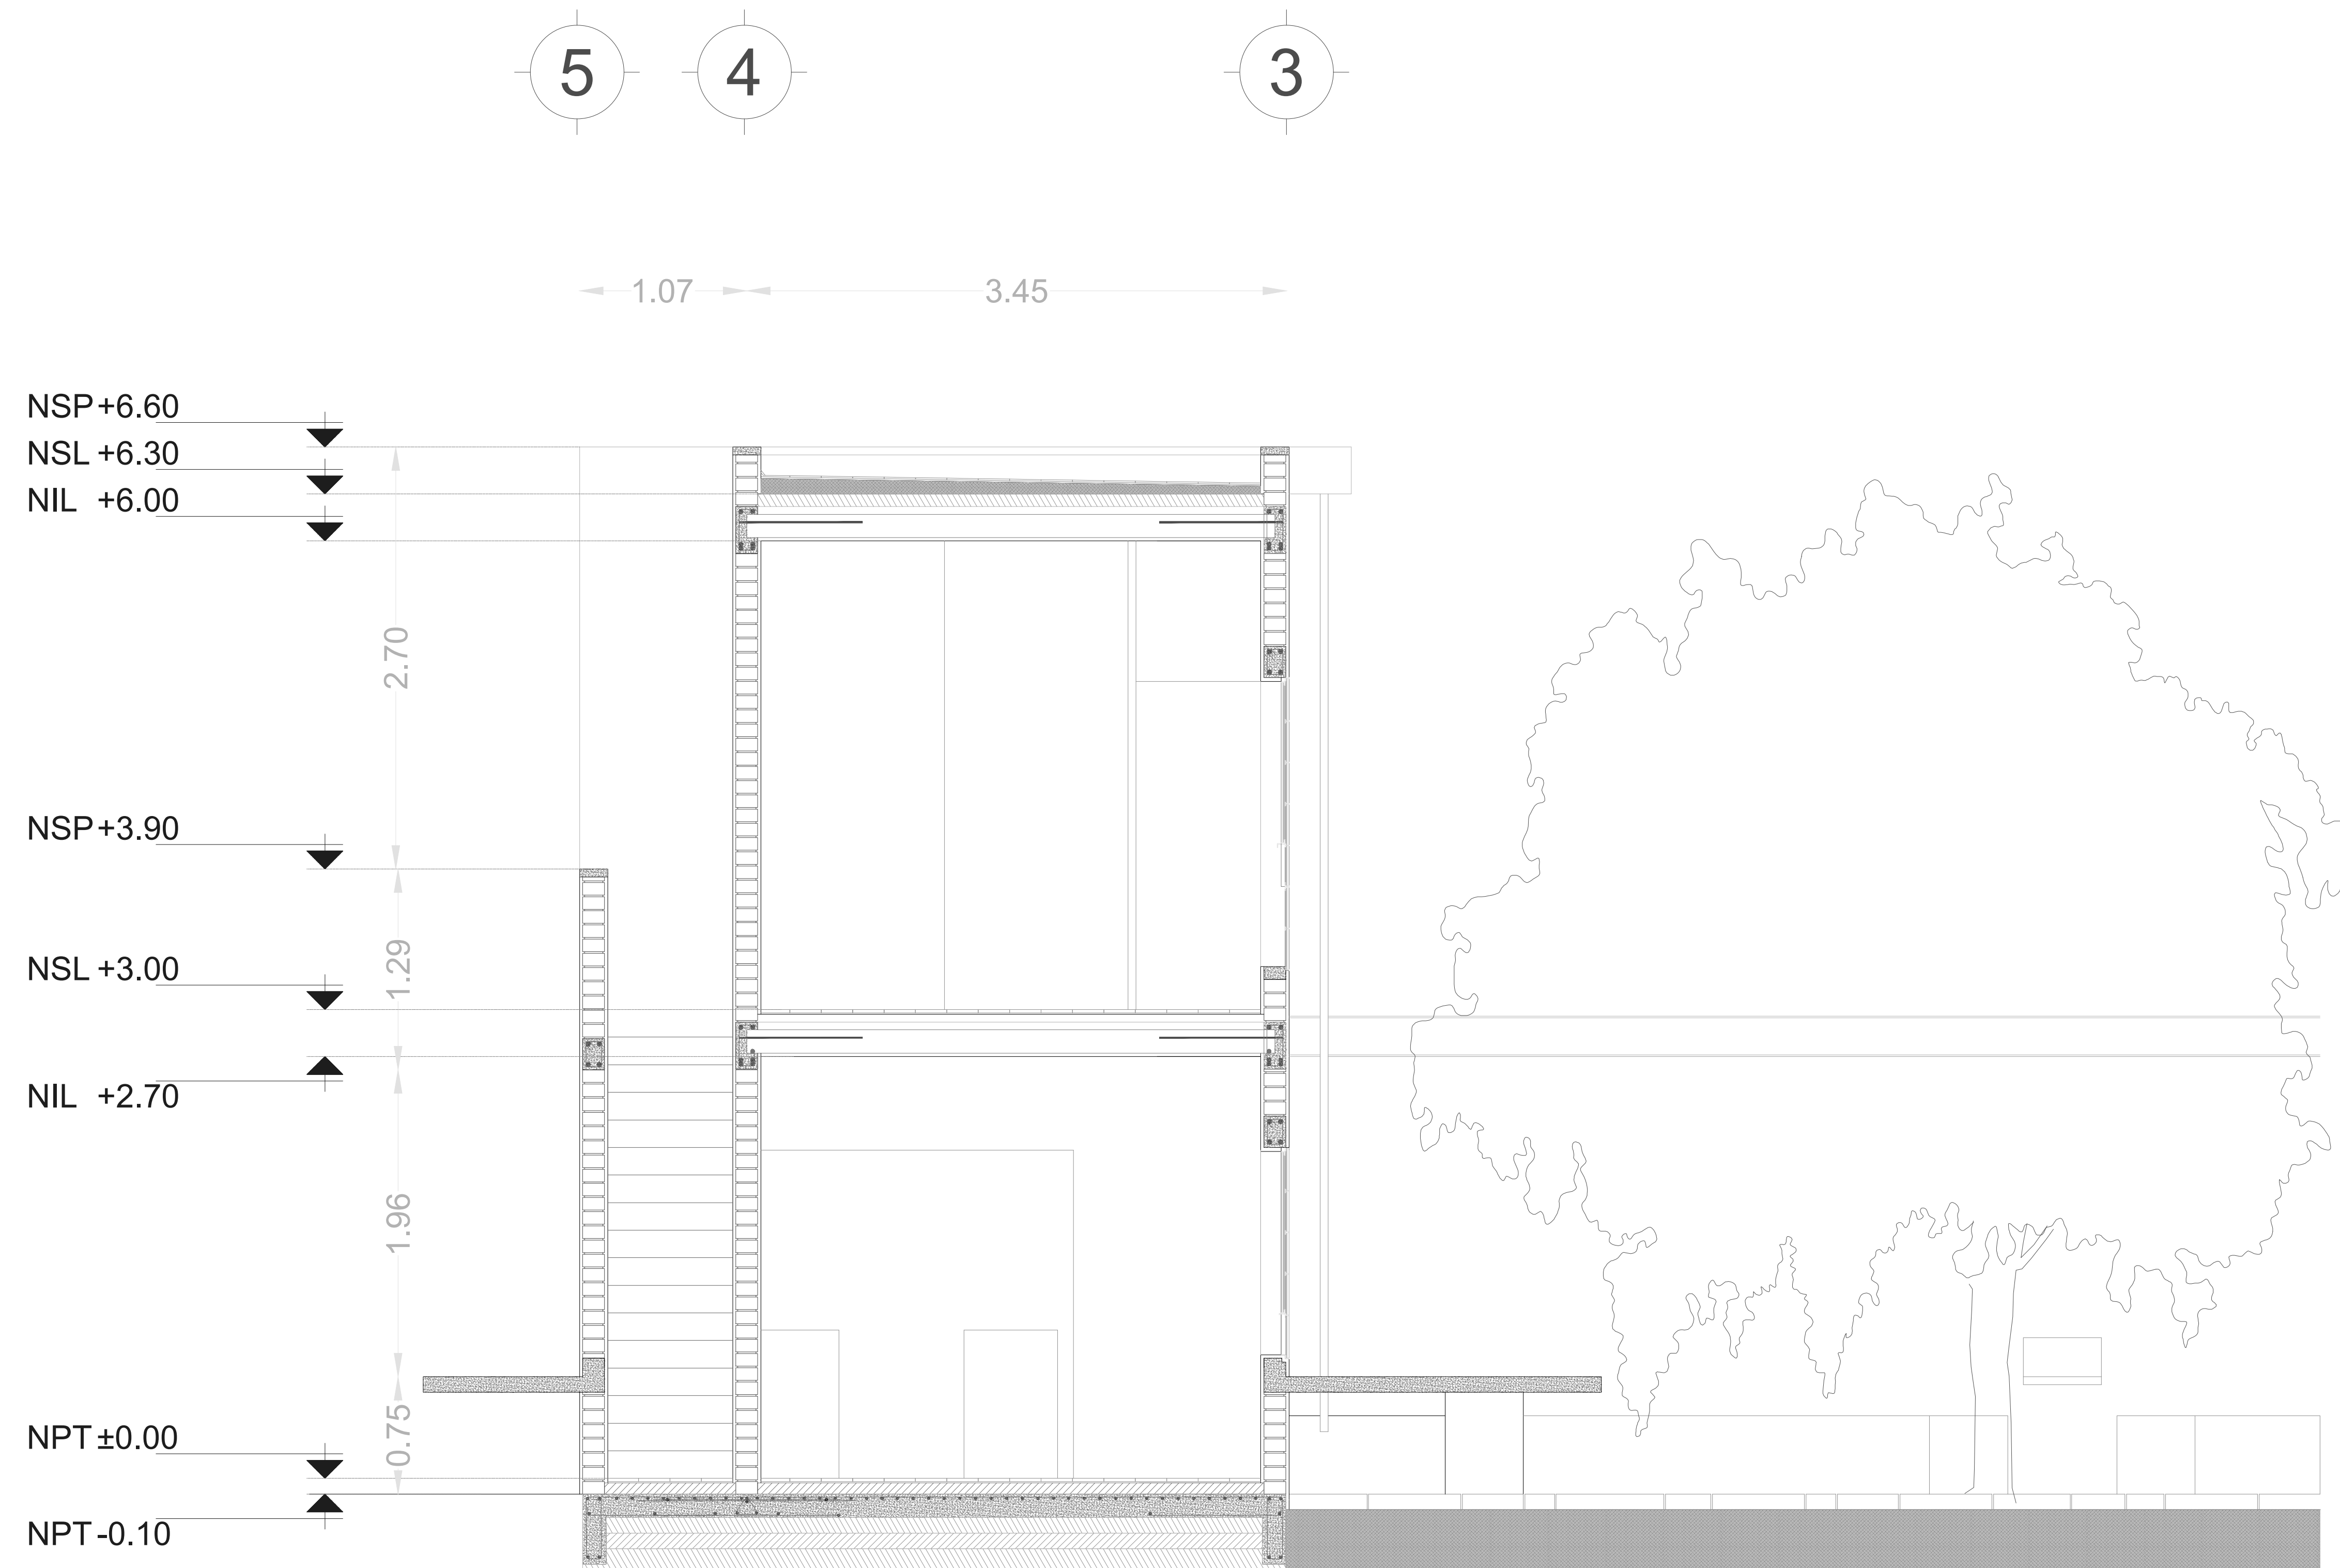 5 4 3
1.07 3.45
NSP +6.60
NSL +6.30
NIL +6.00
2.70
NSP +3.90
1.29
NSL +3.00
NIL +2.70
1.96
0.75
NPT ±0.00
NPT -0.10